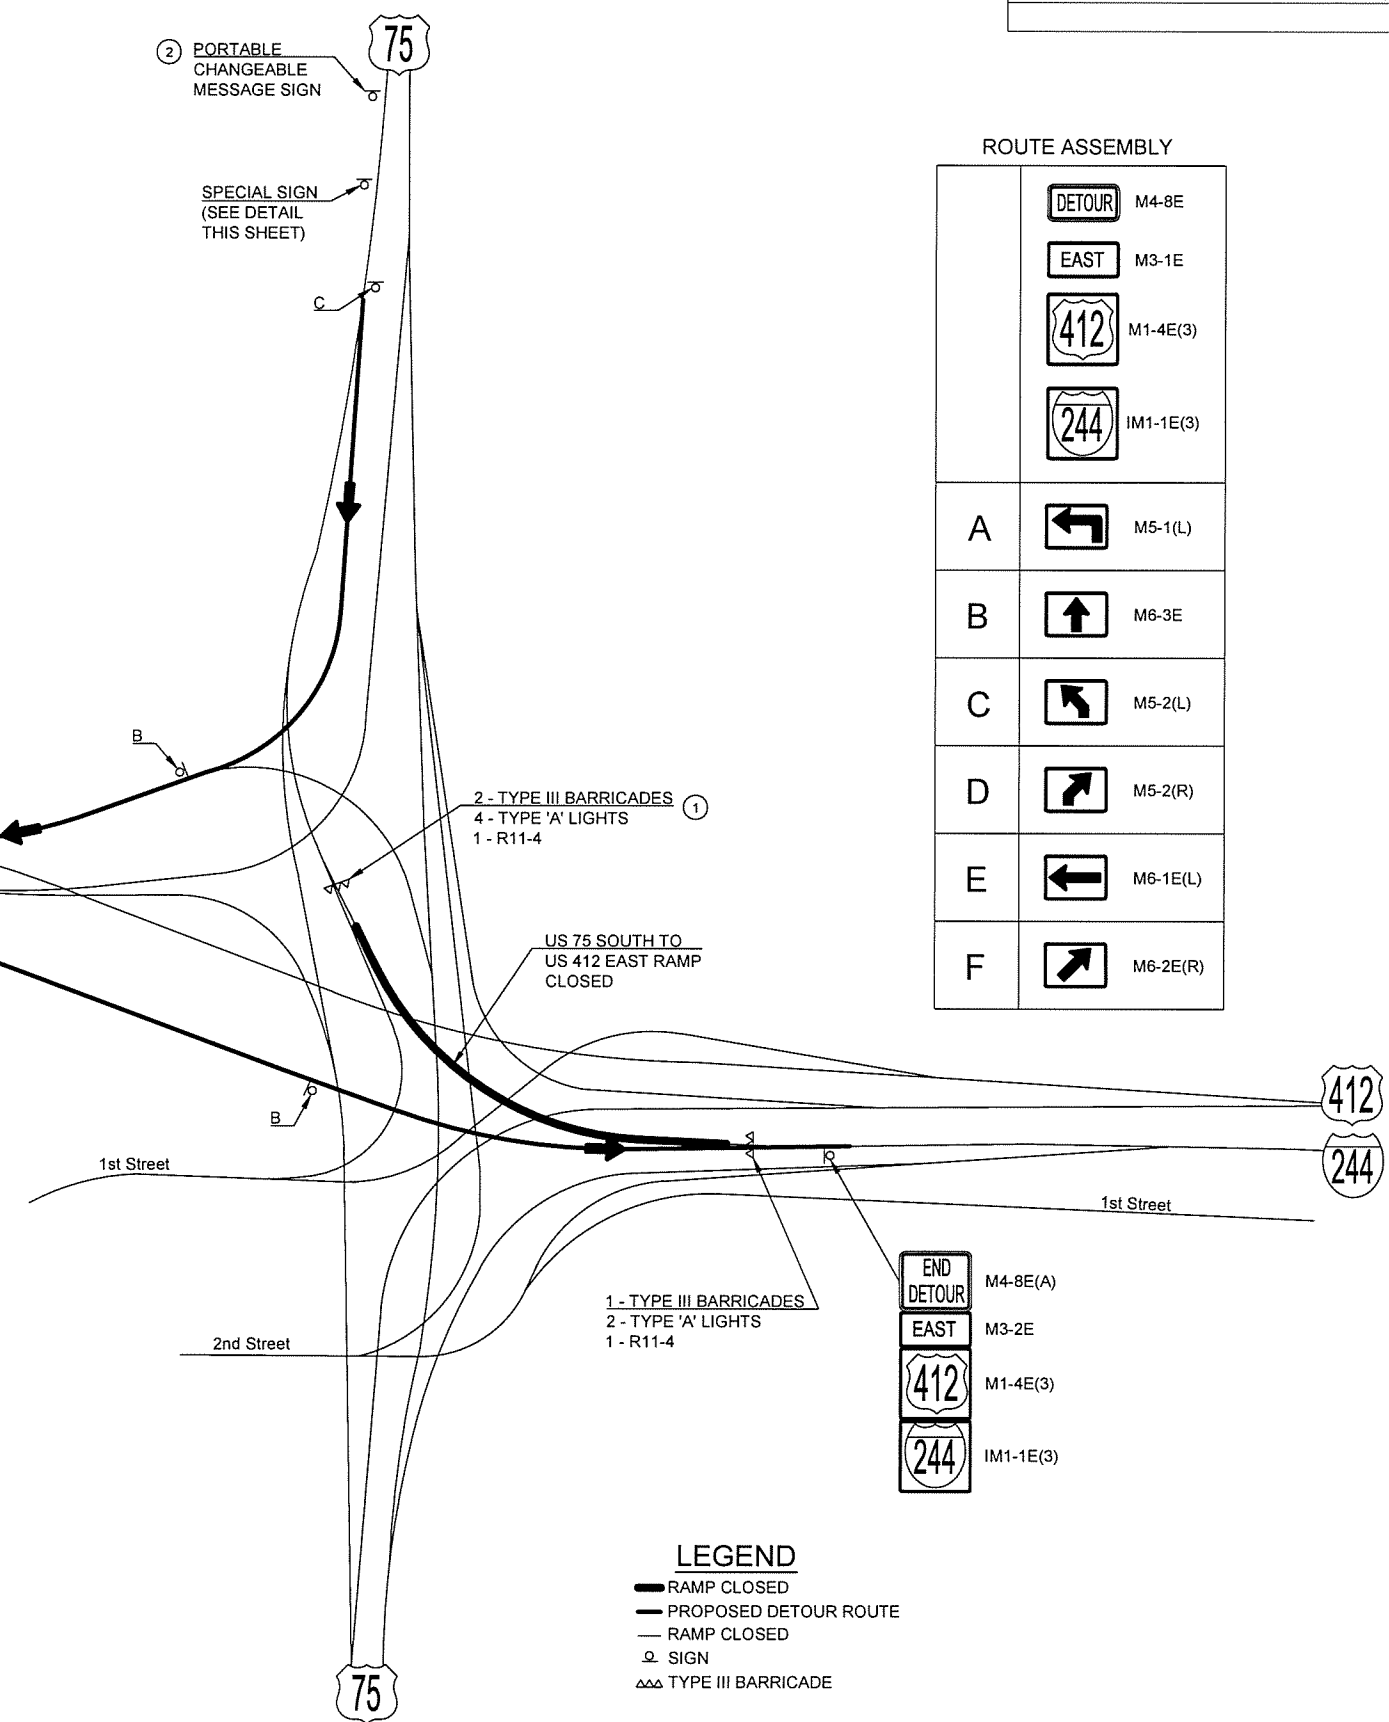 75
2 PORTABLE
CHANGEABLE
MESSAGE SIGN
SPECIAL SIGN
(SEE DETAIL
THIS SHEET)
C
ROUTE ASSEMBLY
DETOUR M4-8E
EAST M3-1E
412 M1-4E(3)
244 IM1-1E(3)
A M5-1(L)
B M6-3E
C M5-2(L)
D M5-2(R)
E M6-1E(L)
F M6-2E(R)
B
2 - TYPE III BARRICADES 1
4 - TYPE 'A' LIGHTS
1 - R11-4
US 75 SOUTH TO
US 412 EAST RAMP
CLOSED
B
412
244
1st Street
1st Street
2nd Street
1 - TYPE III BARRICADES
2 - TYPE 'A' LIGHTS
1 - R11-4
END
DETOUR M4-8E(A)
EAST M3-2E
412 M1-4E(3)
244 IM1-1E(3)
LEGEND
RAMP CLOSED
PROPOSED DETOUR ROUTE
RAMP CLOSED
SIGN
TYPE III BARRICADE
75